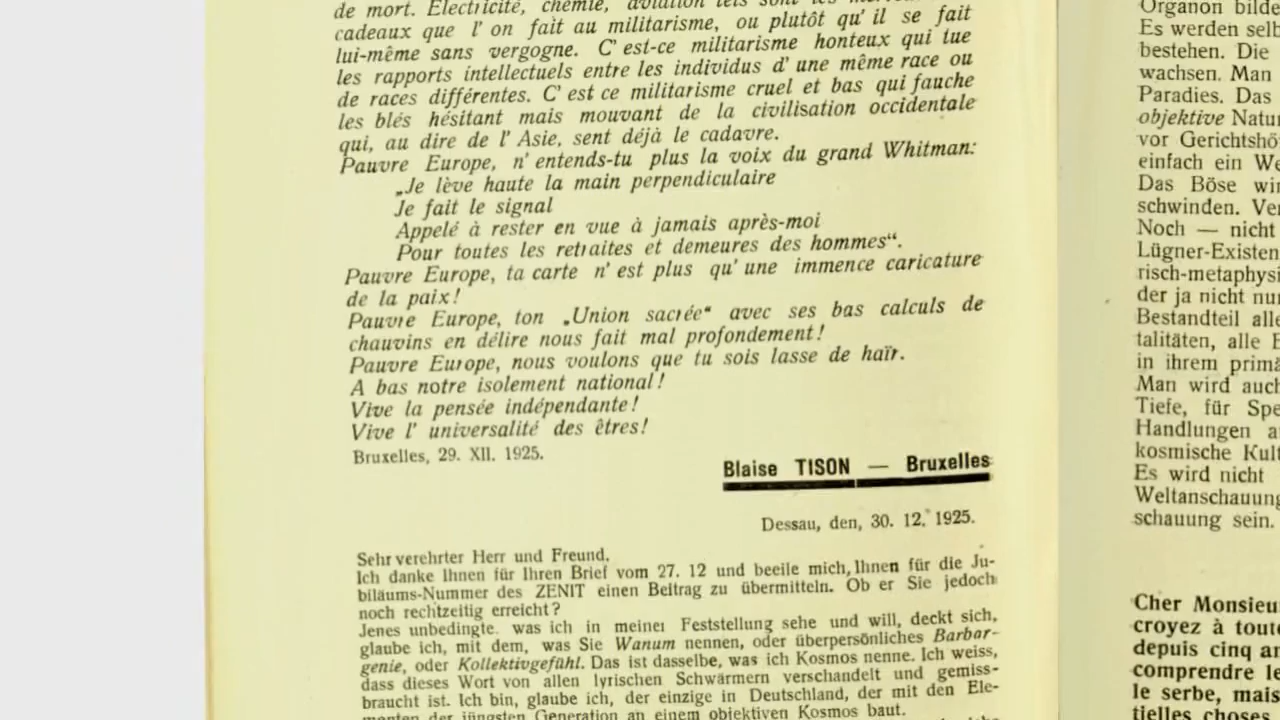 de mort. Électricité, chemie, aviation tels sont les
cadeaux que l' on fait au militarisme, ou plutôt qu' il se fait
lui-même sans vergogne. C' est-ce militarisme honteux qui tue
les rapports intellectuels entre les individus d' une même race ou
de races différentes. C' est ce militarisme cruel et bas qui fauche
les blés hésitant mais mouvant de la civilisation occidentale
qui, au dire de l' Asie, sent déjà le cadavre.
Pauvre Europe, n' entends-tu plus la voix du grand Whitman:
„Je lève haute la main perpendiculaire
Je fait le signal
Appelé à rester en vue à jamais après-moi
Pour toutes les retraites et demeures des hommes“.
Pauvre Europe, ta carte n' est plus qu' une immence caricature
de la paix!
Pauvre Europe, ton „Union sacrée“ avec ses bas calculs de
chauvins en délire nous fait mal profondement!
Pauvre Europe, nous voulons que tu sois lasse de haïr.
A bas notre isolement national!
Vive la pensée indépendante!
Vive l' universalité des êtres!
Bruxelles, 29. XII. 1925.
Blaise TISON — Bruxelles
Dessau, den, 30. 12. 1925.
Sehr verehrter Herr und Freund.
Ich danke Ihnen für Ihren Brief vom 27. 12 und beeile mich, Ihnen für die Ju-
biläums-Nummer des ZENIT einen Beitrag zu übermitteln. Ob er Sie jedoch
noch rechtzeitig erreicht?
Jenes unbedingte. was ich in meiner Feststellung sehe und will, deckt sich,
glaube ich, mit dem, was Sie Wanum nennen, oder überpersönliches Barbar-
genie, oder Kollektivgefühl. Das ist dasselbe, was ich Kosmos nenne. Ich weiss,
dass dieses Wort von allen lyrischen Schwärmern verschandelt und gemiss-
braucht ist. Ich bin, glaube ich, der einzige in Deutschland, der mit den Ele-
menten der jüngsten Generation an einem objektiven Kosmos baut.
Organon bilde
Es werden selb
bestehen. Die
wachsen. Man
Paradies. Das
objektive Natur
vor Gerichtshö
einfach ein We
Das Böse wir
schwinden. Ver
Noch — nicht
Lügner-Existen
risch-metaphysi
der ja nicht nur
Bestandteil alle
talitäten, alle E
in ihrem primä
Man wird auch
Tiefe, für Spe
Handlungen a
kosmische Kult
Es wird nicht
Weltanschauung
schauung sein.
Cher Monsieu
croyez à toute
depuis cinq an
comprendre le
le serbe, mais
tielles choses